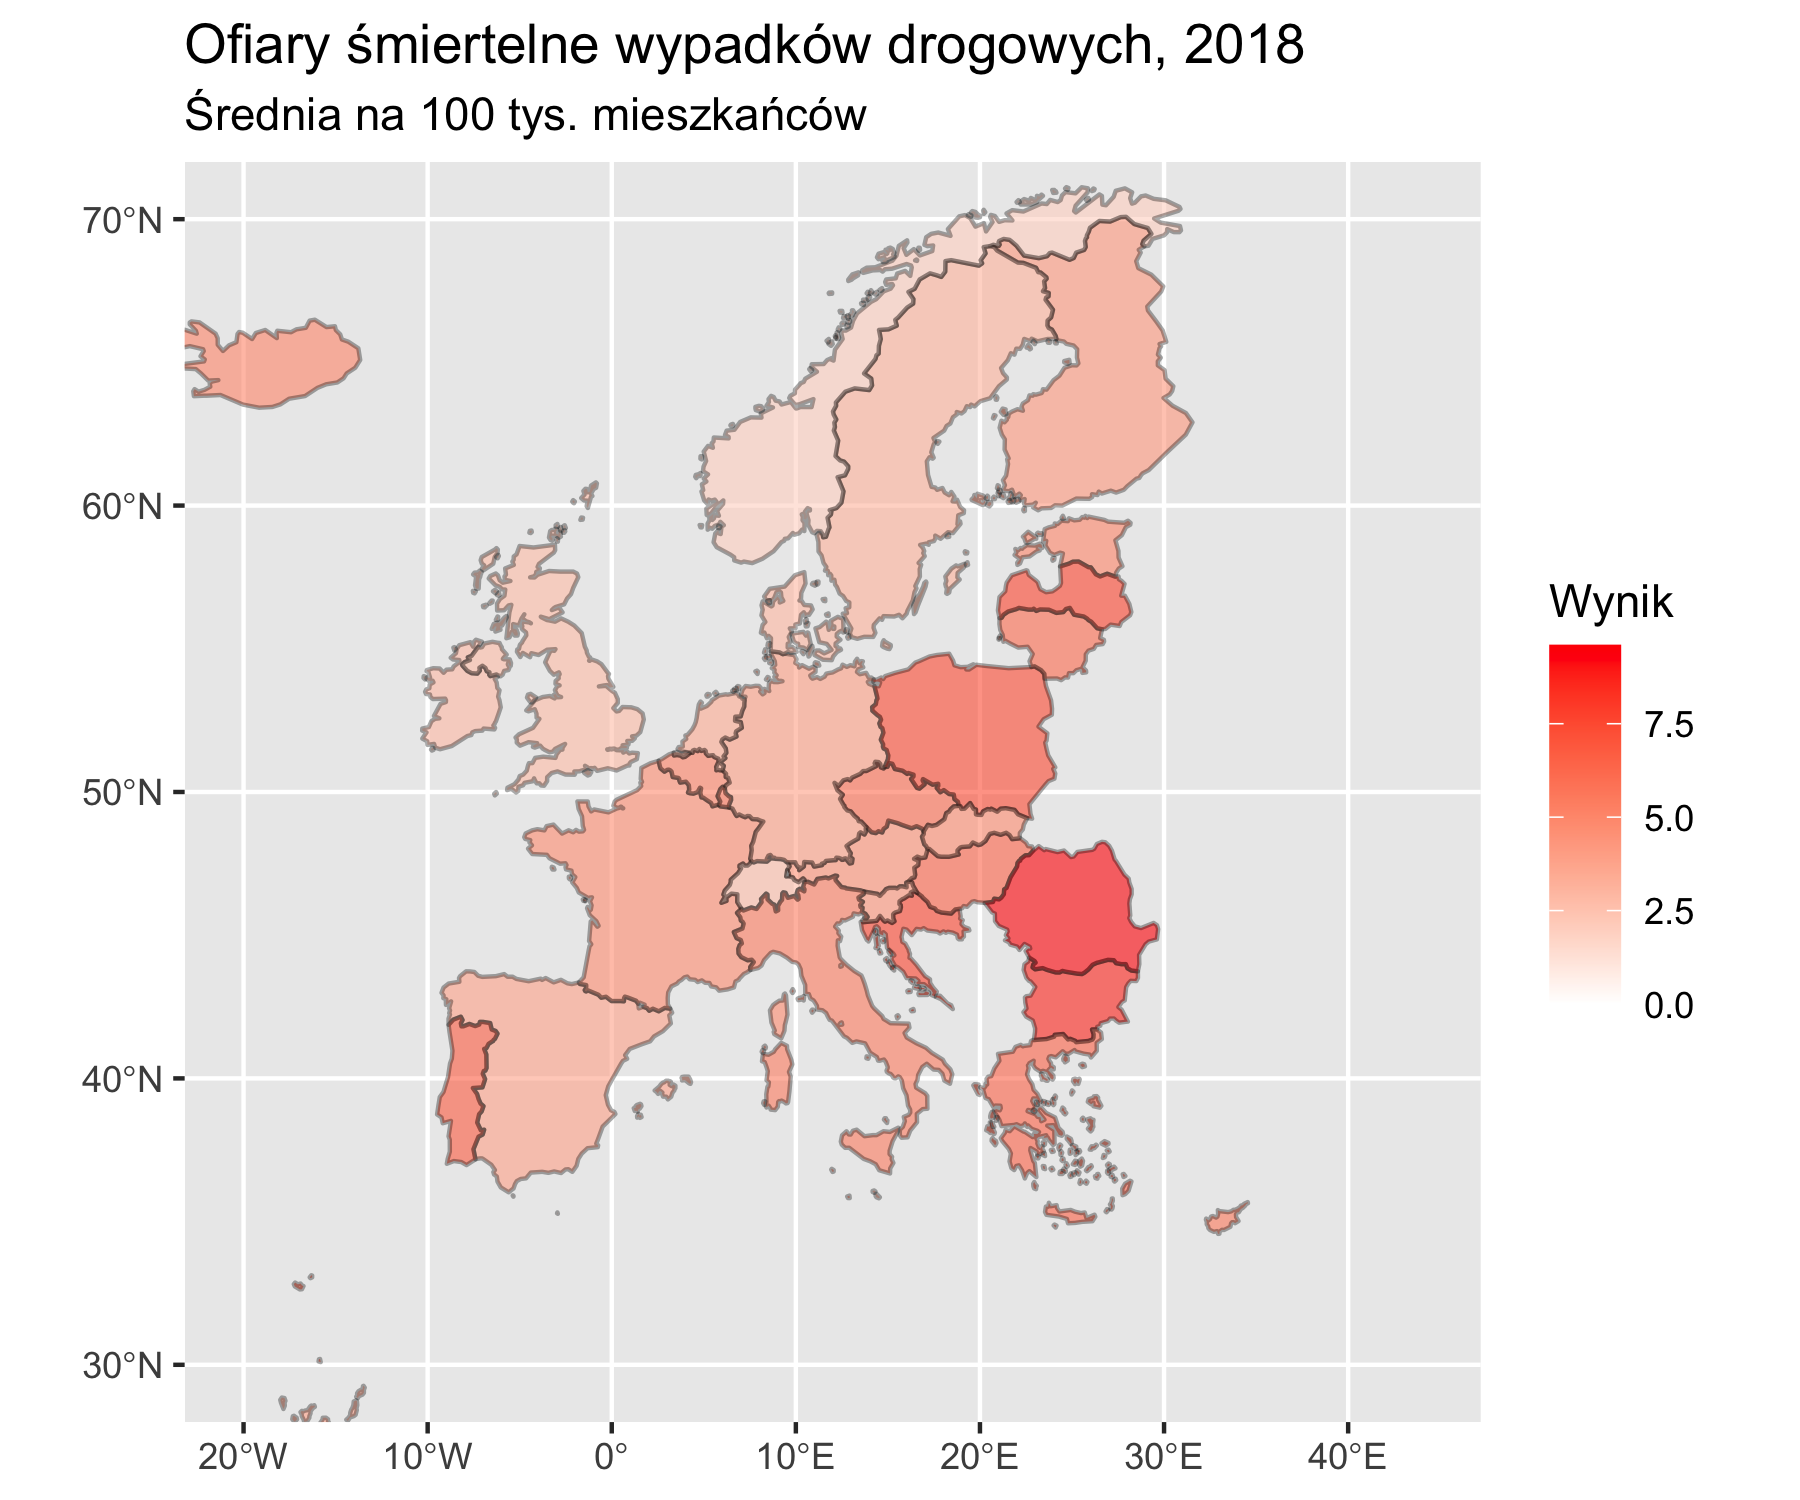 Ofiary śmiertelne wypadków drogowych, 2018
Średnia na 100 tys. mieszkańców
70°N
60°N
50°N
40°N
30°N
20°W 10°W 0° 10°E 20°E 30°E 40°E
Wynik
7.5
5.0
2.5
0.0